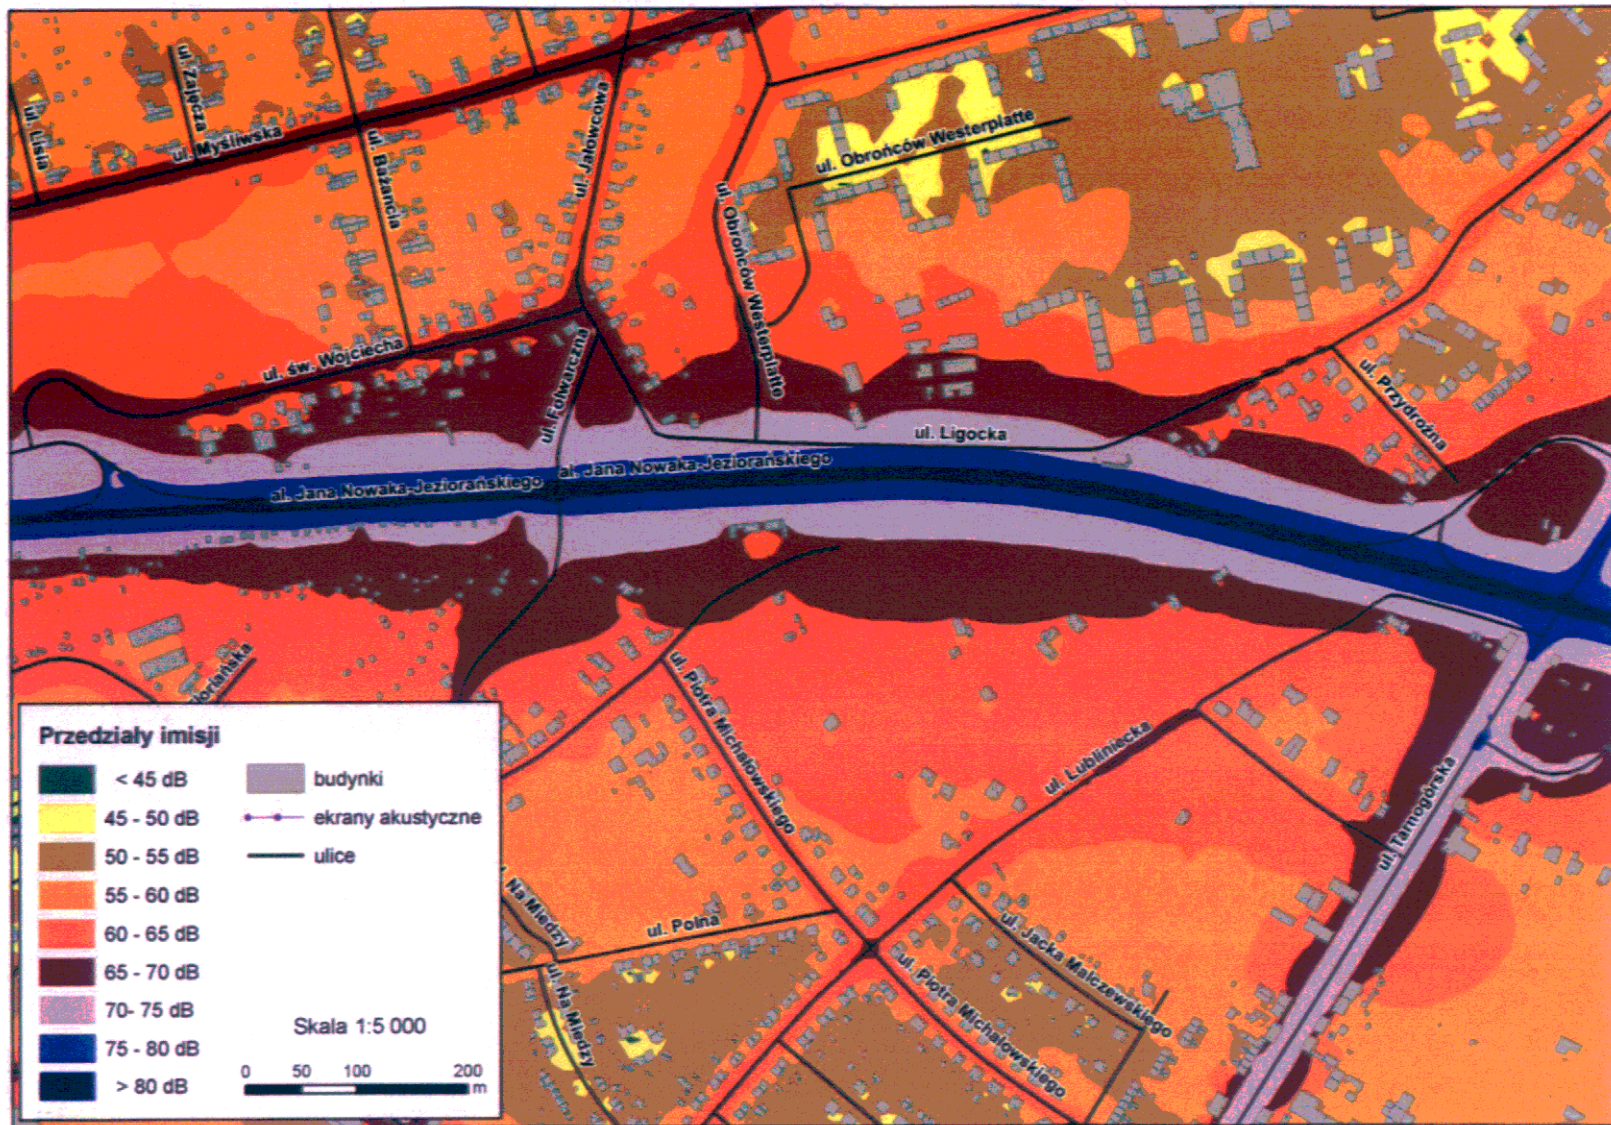 ul. Lisia
ul. Zajęcza
ul. Myśliwska
ul. Bażancia
ul. Jałowcowa
ul. Obrońców Westerplatte
ul. Obrońców Westerplatte
ul. św. Wojciecha
ul. Folwarczna
ul. Ligocka
ul. Przydrożna
al. Jana Nowaka-Jeziorańskiego
al. Jana Nowaka-Jeziorańskiego
ul. Piotra Michałowskiego
ul. Lubliniecka
ul. Tarnogórska
Na Miedzy
ul. Polna
ul. Na Miedzy
ul. Jacka Malczewskiego
ul. Piotra Michałowskiego
Przedziały imisji
< 45 dB
45 - 50 dB
50 - 55 dB
55 - 60 dB
60 - 65 dB
65 - 70 dB
70- 75 dB
75 - 80 dB
> 80 dB
budynki
ekrany akustyczne
ulice
Skala 1:5 000
0 50 100 200
m